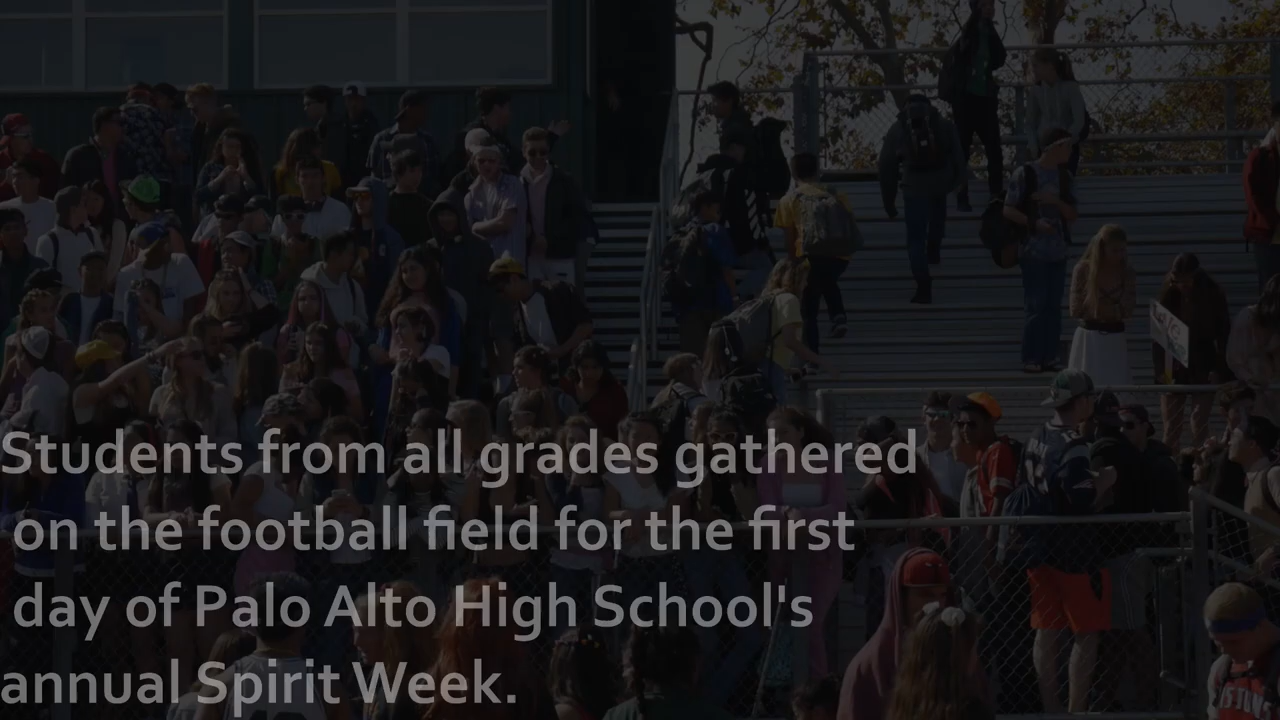 Students from all grades gathered
on the football field for the first
day of Palo Alto High School's
annual Spirit Week.